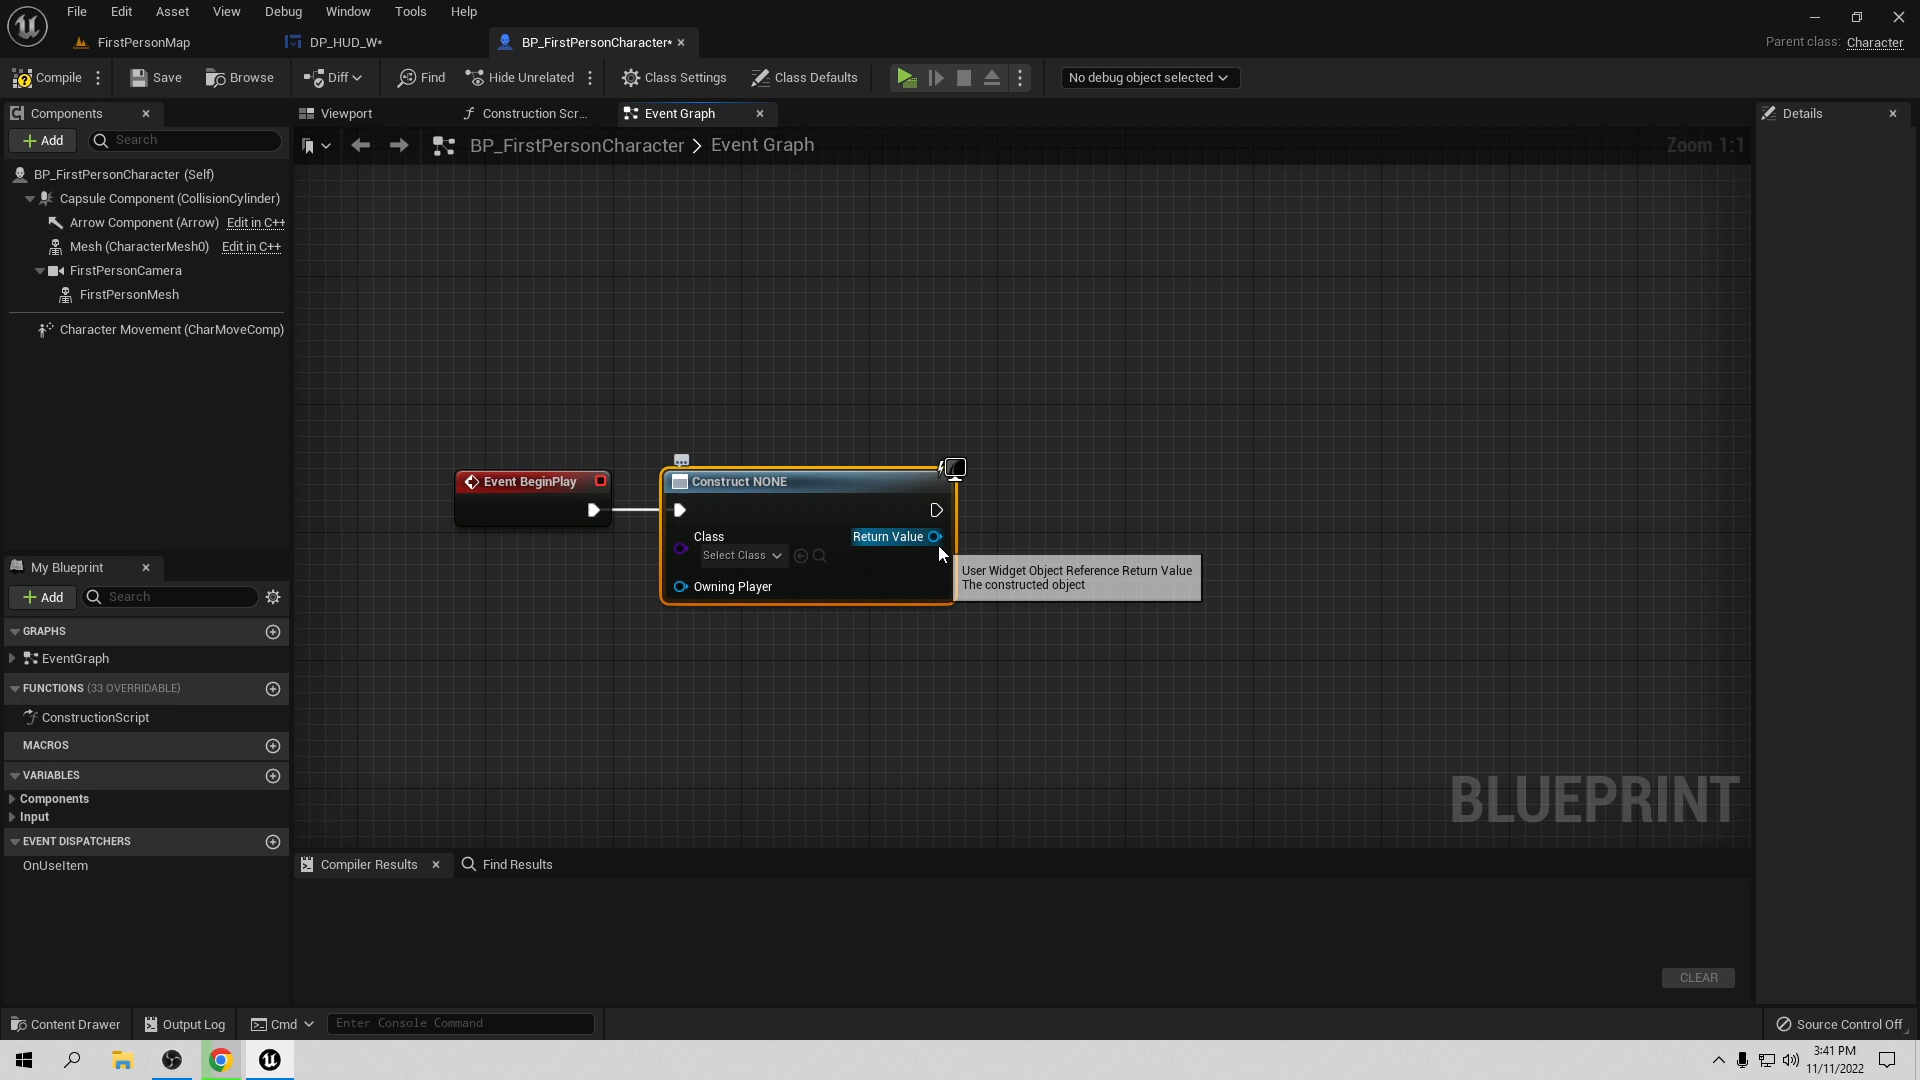 File Edit Asset View Debug Window Tools Help
FirstPersonMap DP_HUD_W* BP_FirstPersonCharacter* Parent class: Character
Compile Save Browse Diff Find Hide Unrelated Class Settings Class Defaults No debug object selected
Components Viewport Construction Scr... Event Graph Details
Add Search
BP_FirstPersonCharacter > Event Graph Zoom 1:1
BP_FirstPersonCharacter (Self)
Capsule Component (CollisionCylinder)
Arrow Component (Arrow) Edit in C++
Mesh (CharacterMesh0) Edit in C++
FirstPersonCamera
FirstPersonMesh
Character Movement (CharMoveComp)
Event BeginPlay
Construct NONE
Class
Select Class
Return Value
Owning Player
User Widget Object Reference Return Value
The constructed object
My Blueprint
Add Search
GRAPHS
EventGraph
FUNCTIONS (33 OVERRIDABLE)
ConstructionScript
MACROS
VARIABLES
Components
Input
EVENT DISPATCHERS
OnUseItem
BLUEPRINT
Compiler Results Find Results
CLEAR
Content Drawer Output Log Cmd Enter Console Command Source Control Off
3:41 PM
11/11/2022